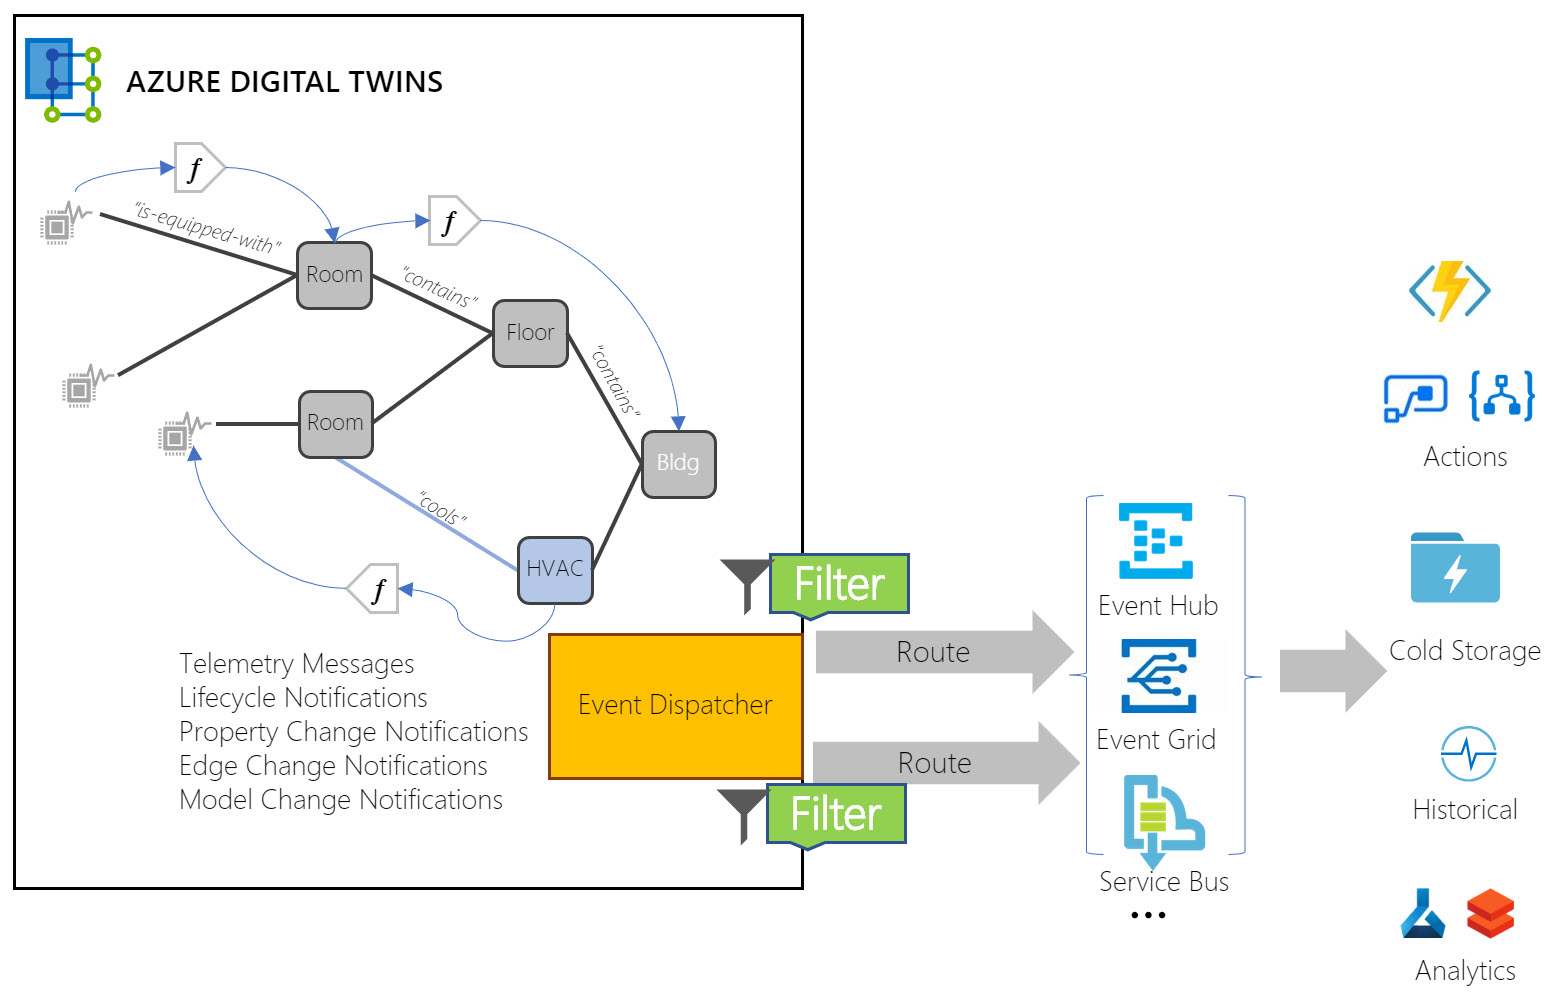 AZURE DIGITAL TWINS
f
f
"is-equipped-with"
Room
"contains"
Floor
"contains"
Room
Bldg
"cools"
HVAC
f
Filter
Telemetry Messages
Lifecycle Notifications
Property Change Notifications
Edge Change Notifications
Model Change Notifications
Event Dispatcher
Route
Route
Filter
Event Hub
Event Grid
Service Bus
...
Actions
Cold Storage
Historical
Analytics